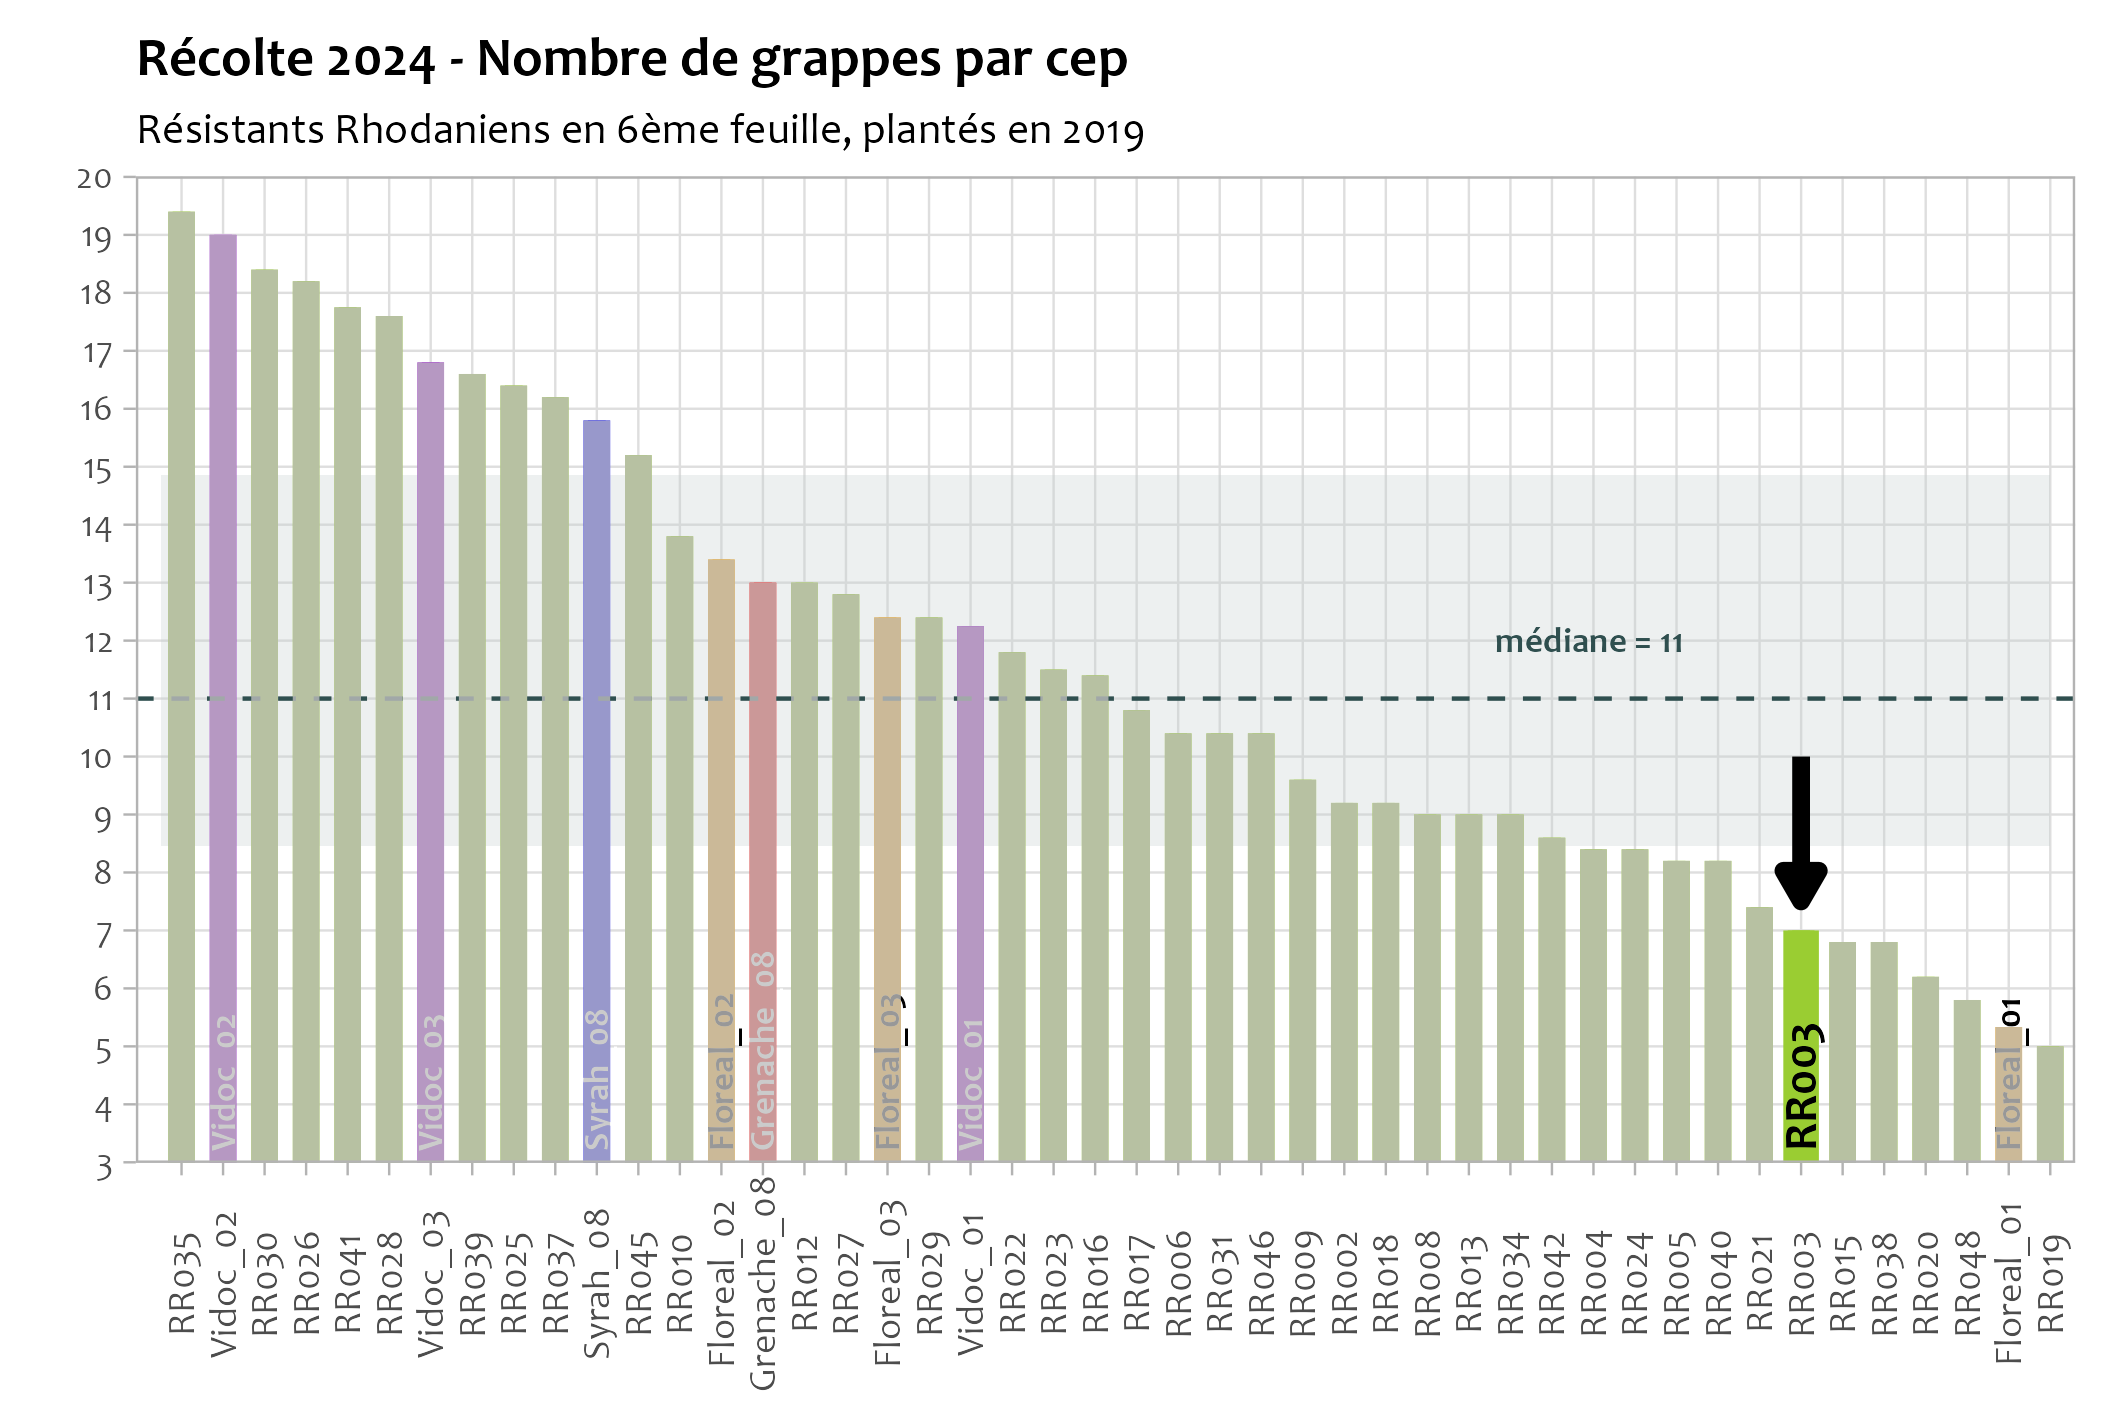 Récolte 2024 - Nombre de grappes par cep
Résistants Rhodaniens en 6ème feuille, plantés en 2019
20
19
18
17
16
15
14
13
12
11
10
9
8
7
6
5
4
3
médiane = 11
Vidoc_02
Vidoc_03
Syrah_08
Floreal_02
Grenache_08
Floreal_03
Vidoc_01
RR003
Floreal_01
RR035
Vidoc_02
RR030
RR026
RR041
RR028
Vidoc_03
RR039
RR025
RR037
Syrah_08
RR045
RR010
Floreal_02
Grenache_08
RR012
RR027
Floreal_03
RR029
Vidoc_01
RR022
RR023
RR016
RR017
RR006
RR031
RR046
RR009
RR002
RR018
RR008
RR013
RR034
RR042
RR004
RR024
RR005
RR040
RR021
RR003
RR015
RR038
RR020
RR048
Floreal_01
RR019